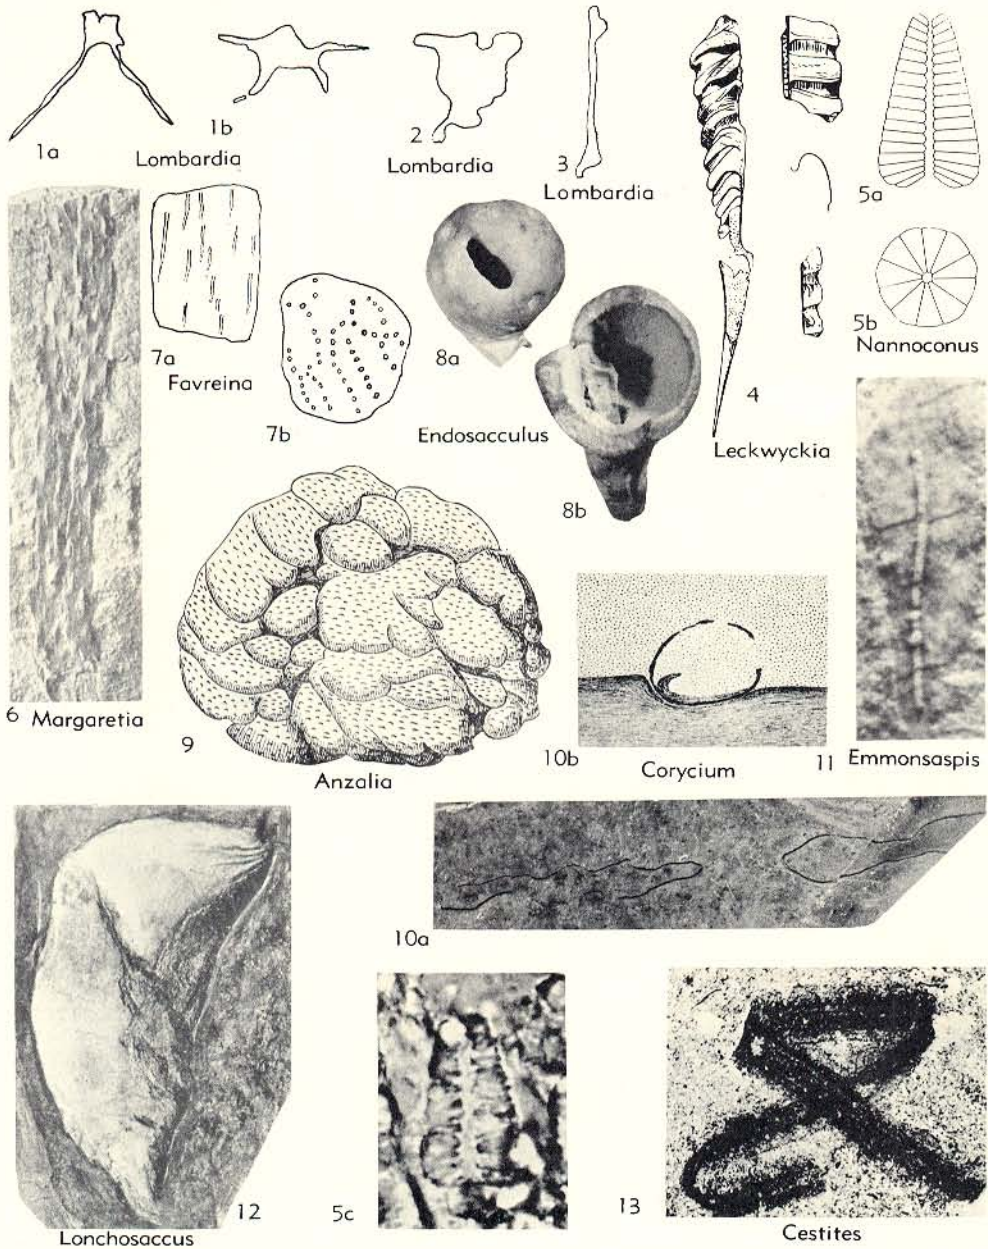 1a
1b
Lombardia
2
Lombardia
3
Lombardia
4
Leckwyckia
5a
5b
Nannoconus
6 Margaretia
7a
Favreina
7b
8a
Endosacculus
8b
9
Anzalia
10b
Corycium
11
Emmonsaspis
10a
12
Lonchosaccus
5c
13
Cestites